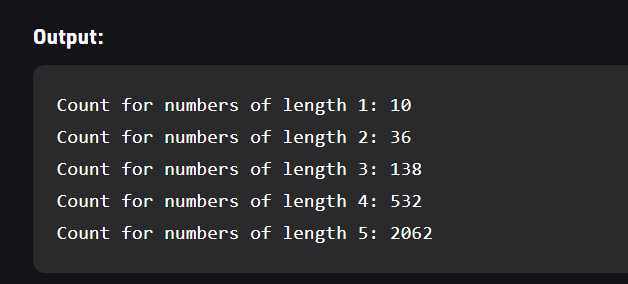 Output:
Count for numbers of length 1: 10
Count for numbers of length 2: 36
Count for numbers of length 3: 138
Count for numbers of length 4: 532
Count for numbers of length 5: 2062